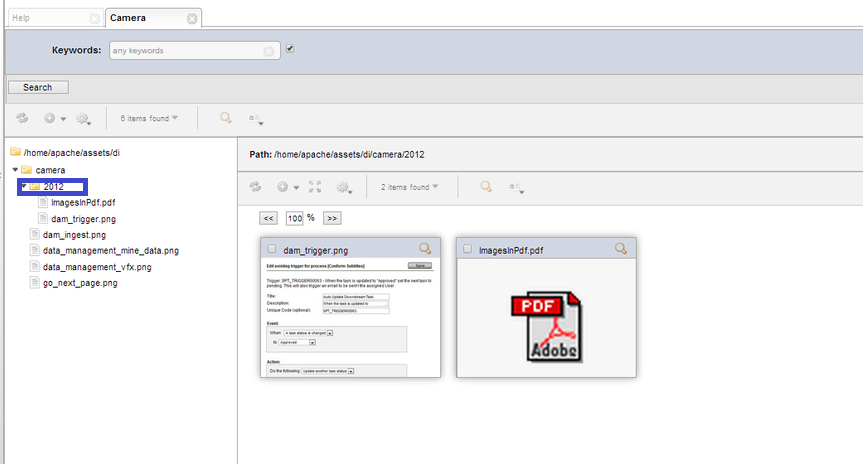 Help
Camera
Keywords: any keywords
Search
6 items found
/home/apache/assets/di
camera
2012
ImagesInPdf.pdf
dam_trigger.png
dam_ingest.png
data_management_mine_data.png
data_management_vfx.png
go_next_page.png
Path: /home/apache/assets/di/camera/2012
2 items found
<< 100 % >>
dam_trigger.png
Edit existing trigger for process [Conform Subtitles] Save
Trigger: SPT_TRIGGER00063 - When the task is updated to "Approved" set the next task to
pending. This will also trigger an email to be sent the assigned User
Title: Auto Update Downstream Task
Description: When the task is updated to
Unique Code (optional): SPT_TRIGGER00063
Event:
When: A task status is changed
to Approved
Action:
Do the following: Update another task status
ImagesInPdf.pdf
PDF
Adobe